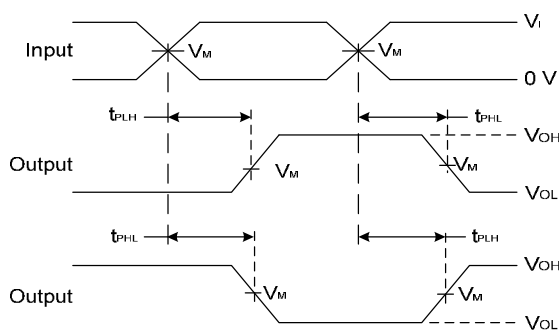 Input
VM
VM
VI
0 V
tPLH
tPHL
Output
VM
VM
VOH
VOL
tPHL
tPLH
Output
VM
VM
VOH
VOL